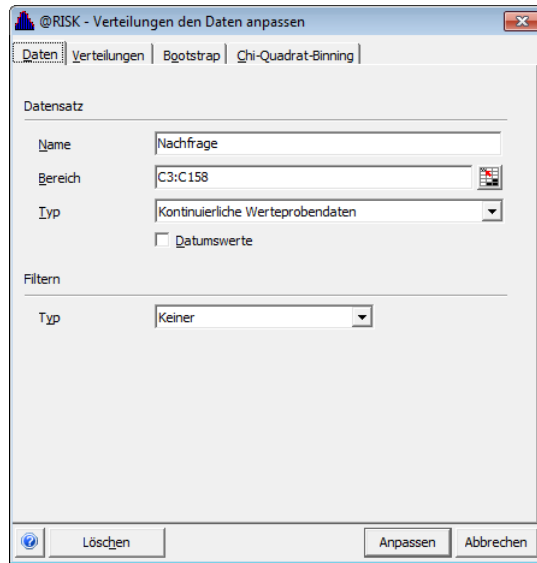 @RISK - Verteilungen den Daten anpassen
Daten Verteilungen Bootstrap Chi-Quadrat-Binning
Datensatz
Name Nachfrage
Bereich C3:C158
Typ Kontinuierliche Werteprobendaten
Datumswerte
Filtern
Typ Keiner
Löschen Anpassen Abbrechen